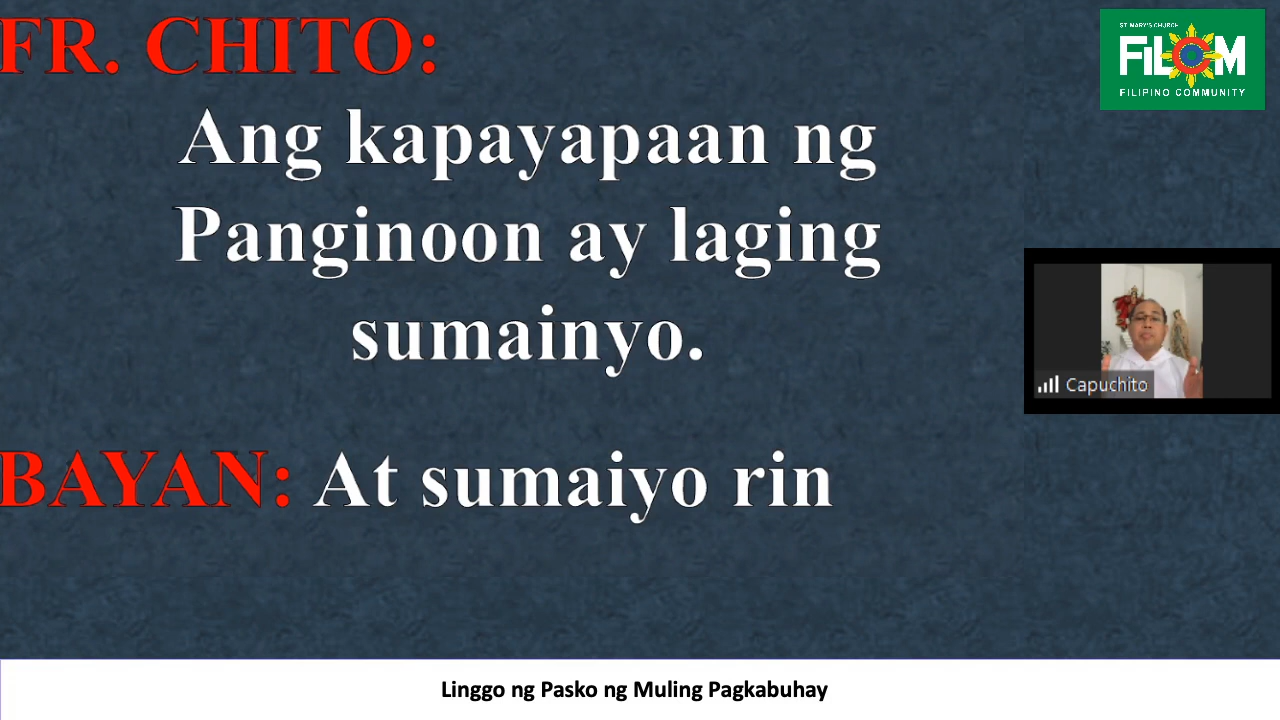 FR. CHITO:
Ang kapayapaan ng
Panginoon ay laging
sumainyo.
BAYAN: At sumaiyo rin
ST MARY'S CHURCH
FILCOM
FILIPINO COMMUNITY
Capuchito
Linggo ng Pasko ng Muling Pagkabuhay